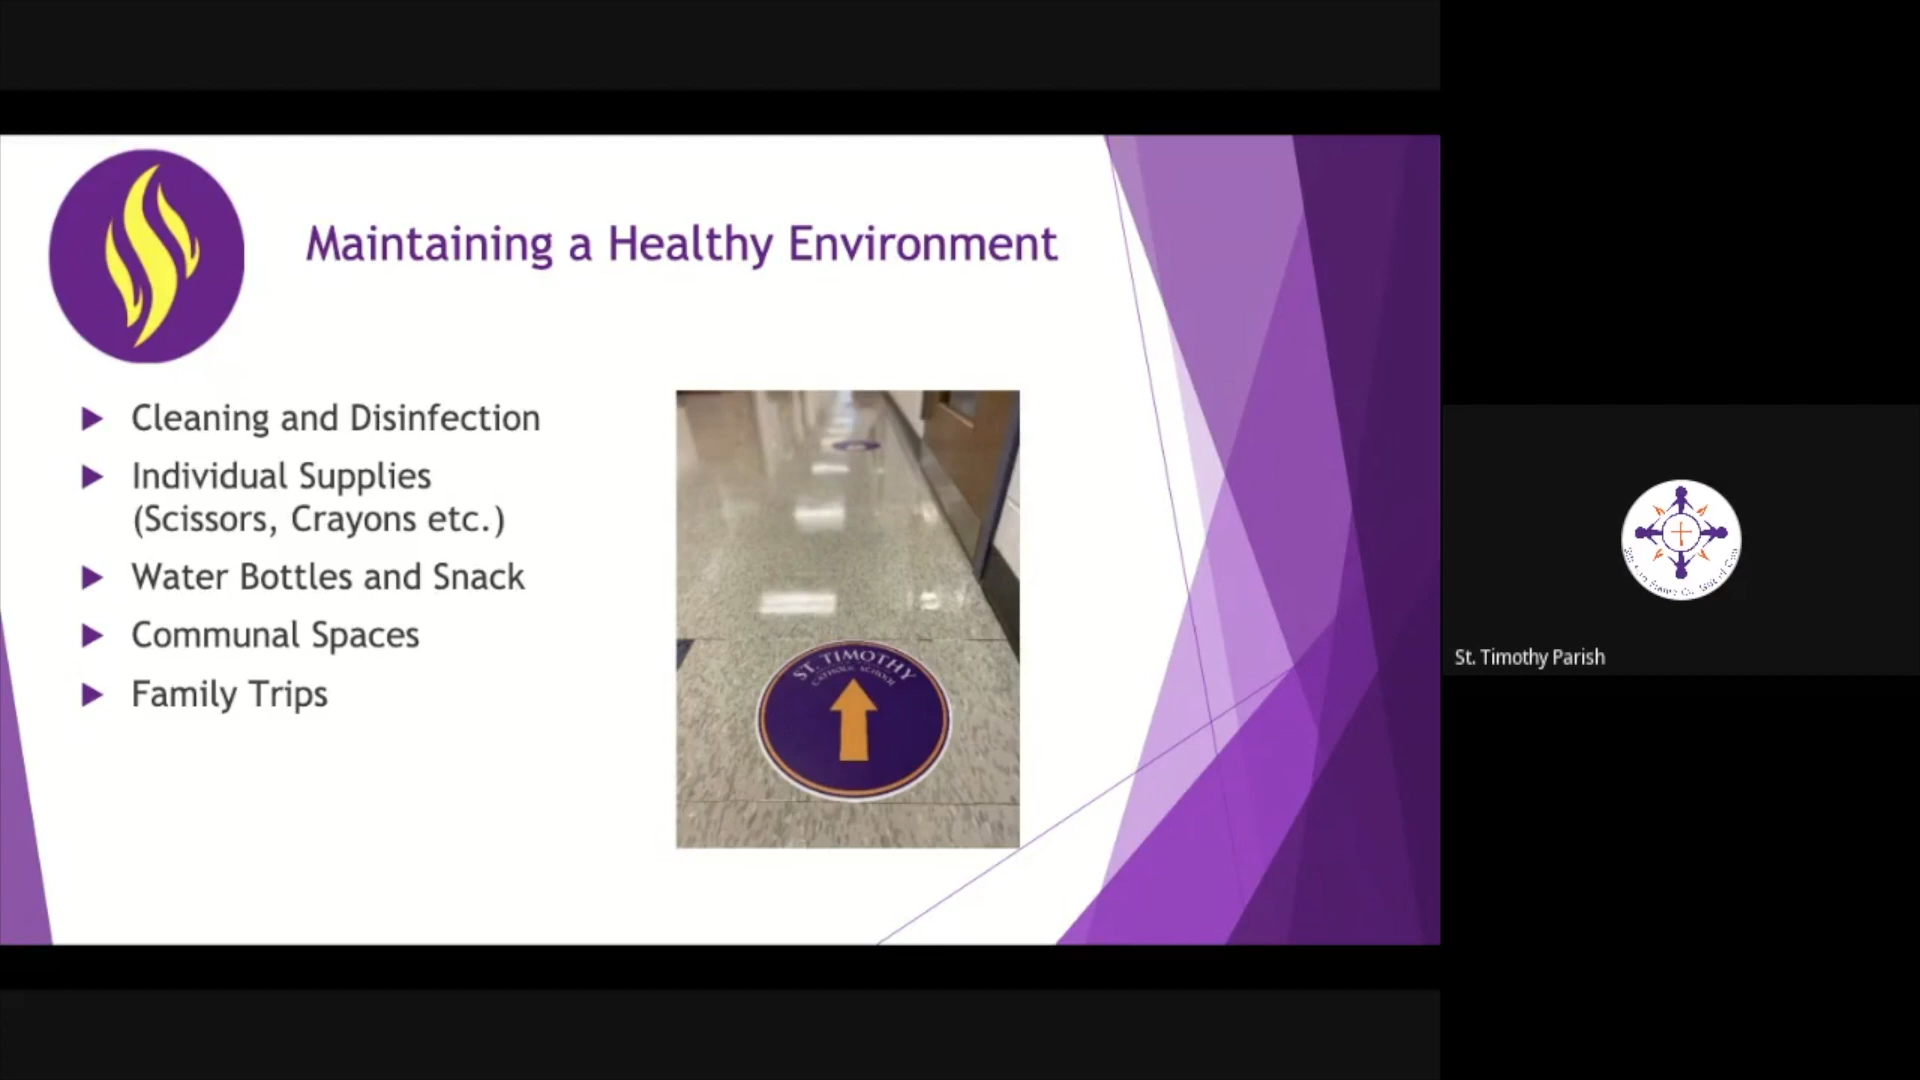 Maintaining a Healthy Environment
Cleaning and Disinfection
Individual Supplies
(Scissors, Crayons etc.)
Water Bottles and Snack
Communal Spaces
Family Trips
ST. TIMOTHY
CATHOLIC SCHOOL
St. Timothy Parish